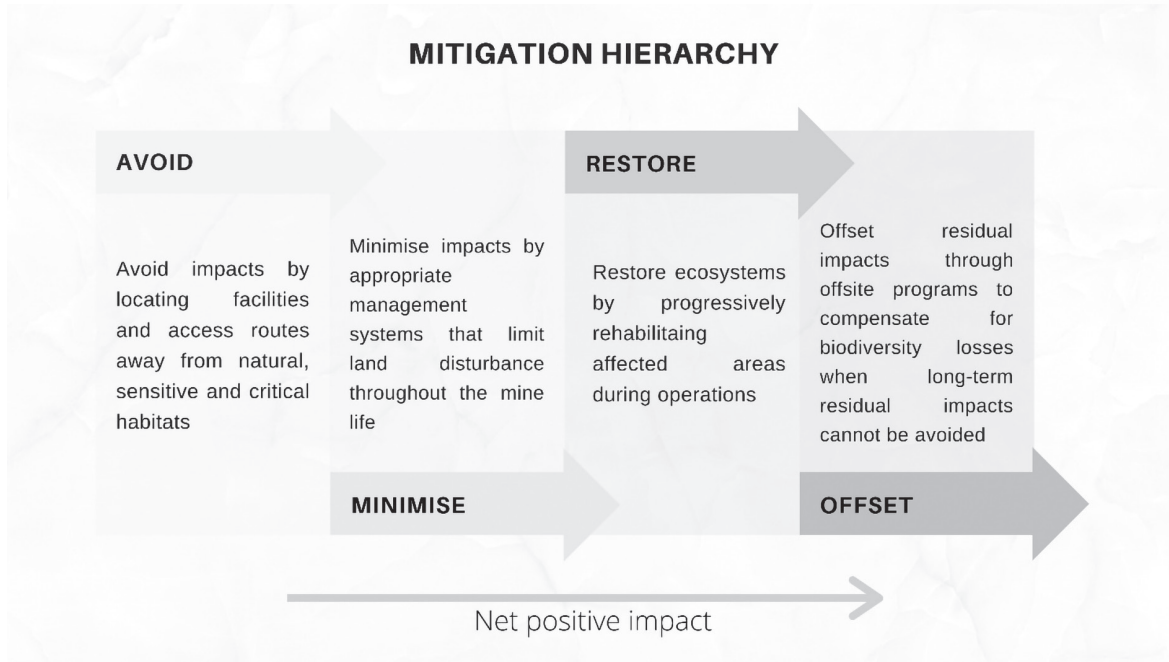 MITIGATION HIERARCHY
AVOID
Avoid impacts by
locating facilities
and access routes
away from natural,
sensitive and critical
habitats
Minimise impacts by
appropriate
management
systems that limit
land disturbance
throughout the mine
life
MINIMISE
RESTORE
Restore ecosystems
by progressively
rehabilitaing
affected areas
during operations
Offset residual
impacts through
offsite programs to
compensate for
biodiversity losses
when long-term
residual impacts
cannot be avoided
OFFSET
Net positive impact